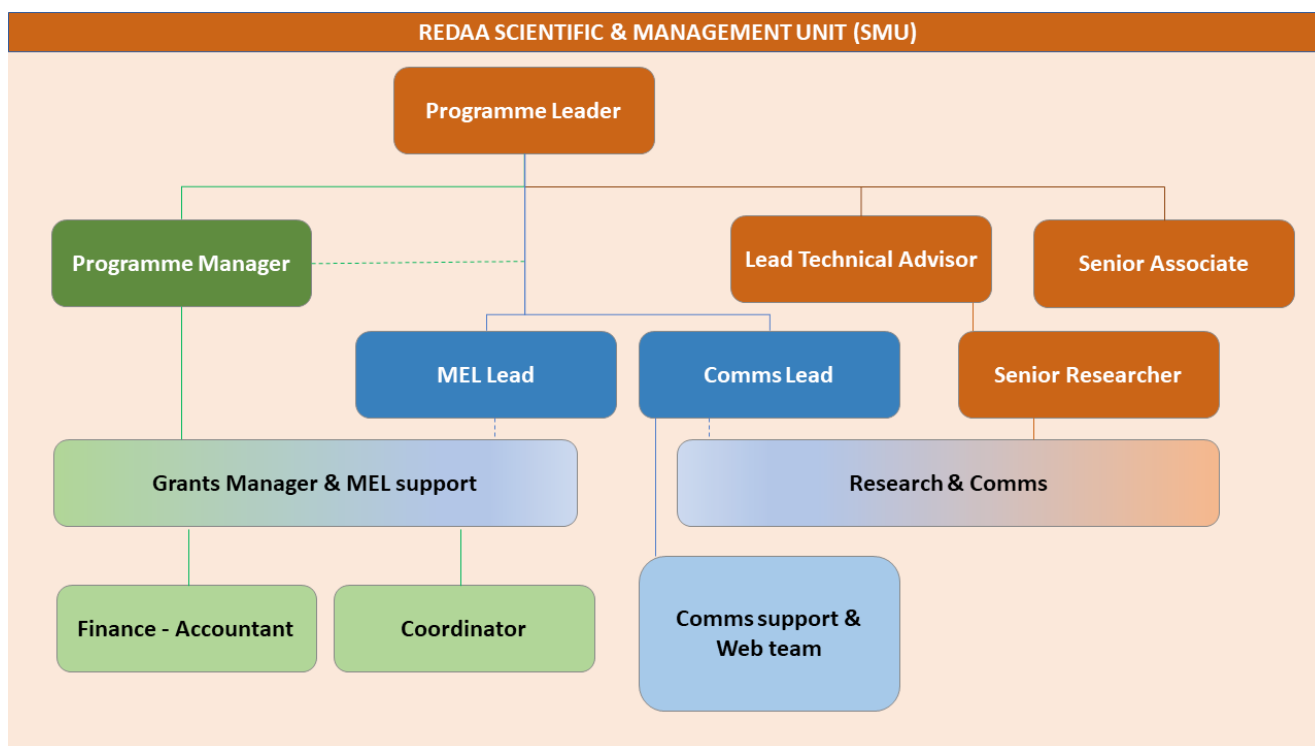 REDAA SCIENTIFIC & MANAGEMENT UNIT (SMU)
Programme Leader
Programme Manager
Lead Technical Advisor
Senior Associate
MEL Lead
Comms Lead
Senior Researcher
Grants Manager & MEL support
Research & Comms
Finance - Accountant
Coordinator
Comms support &
Web team